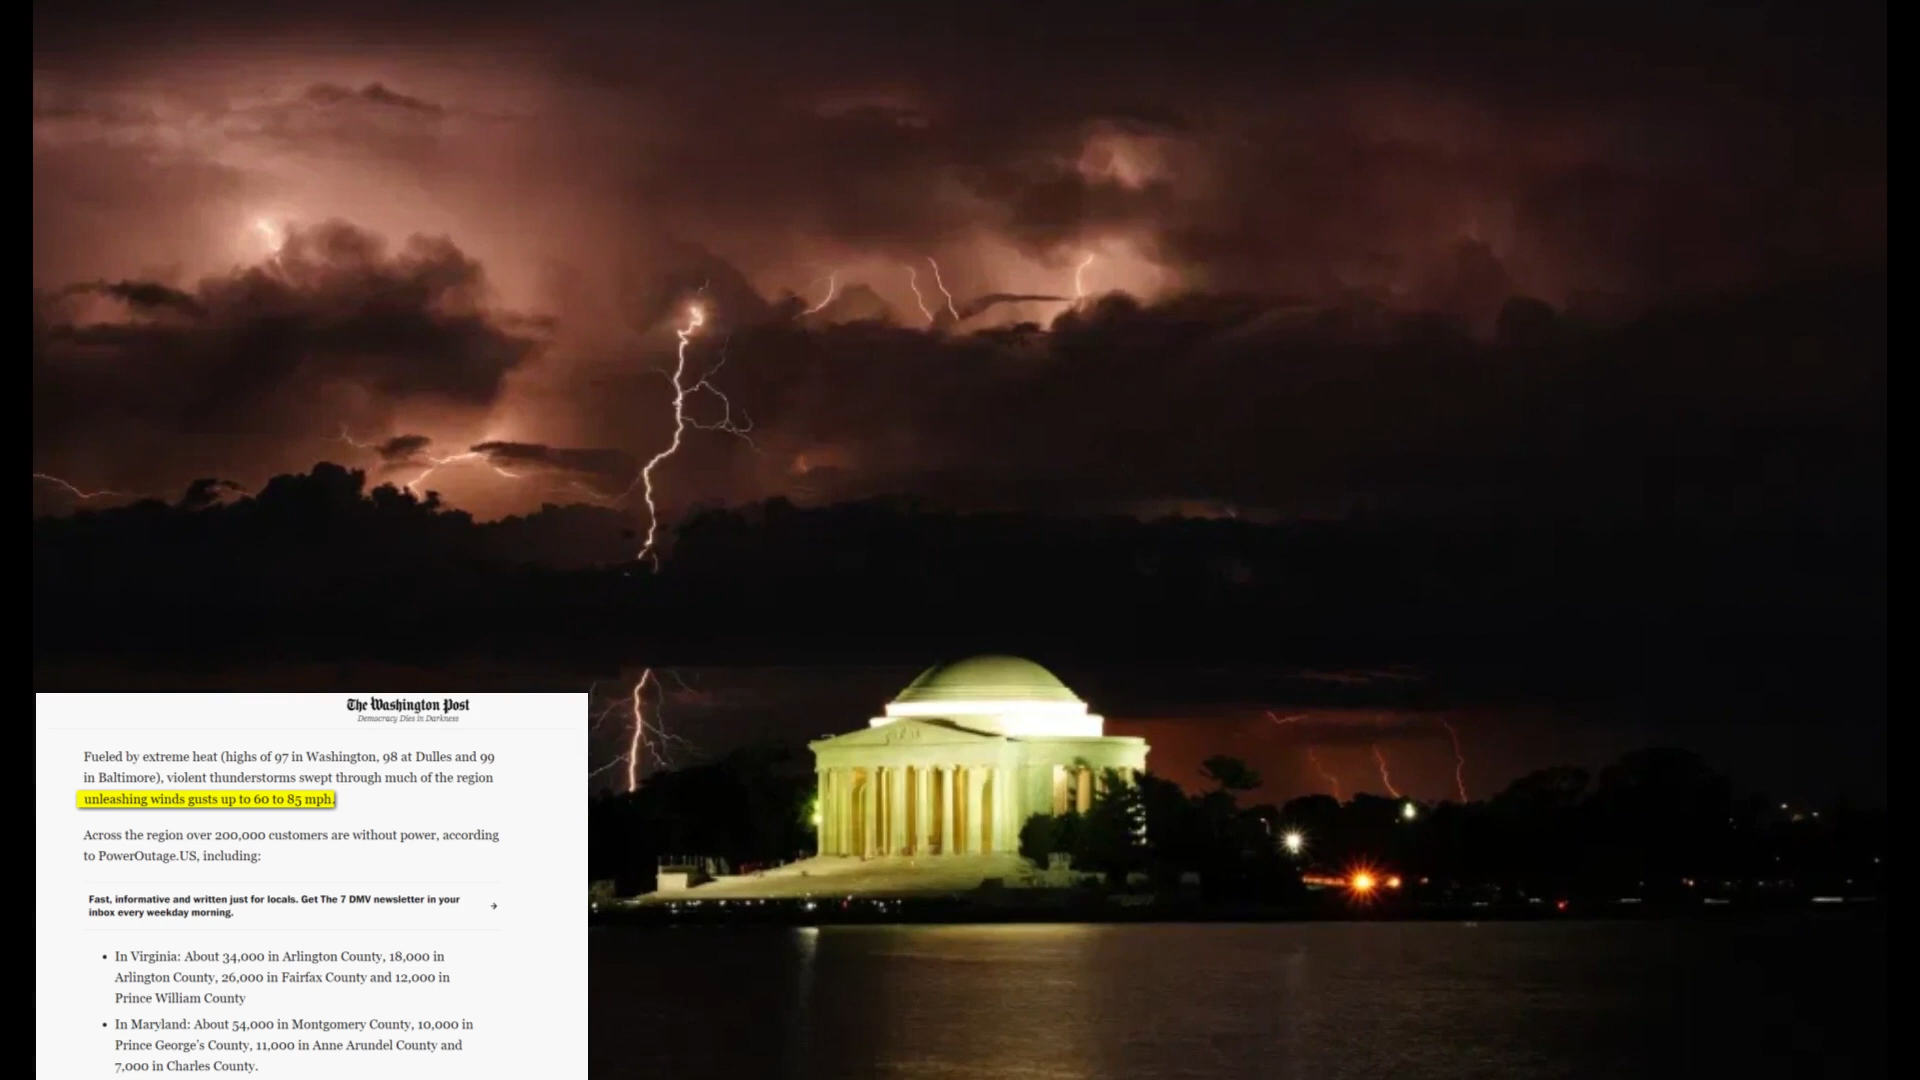 The Washington Post
Democracy Dies in Darkness
Fueled by extreme heat (highs of 97 in Washington, 98 at Dulles and 99
in Baltimore), violent thunderstorms swept through much of the region
unleashing winds gusts up to 60 to 85 mph.
Across the region over 200,000 customers are without power, according
to PowerOutage.US, including:
Fast, informative and written just for locals. Get The 7 DMV newsletter in your
inbox every weekday morning.
• In Virginia: About 34,000 in Arlington County, 18,000 in
Arlington County, 26,000 in Fairfax County and 12,000 in
Prince William County
• In Maryland: About 54,000 in Montgomery County, 10,000 in
Prince George’s County, 11,000 in Anne Arundel County and
7,000 in Charles County.